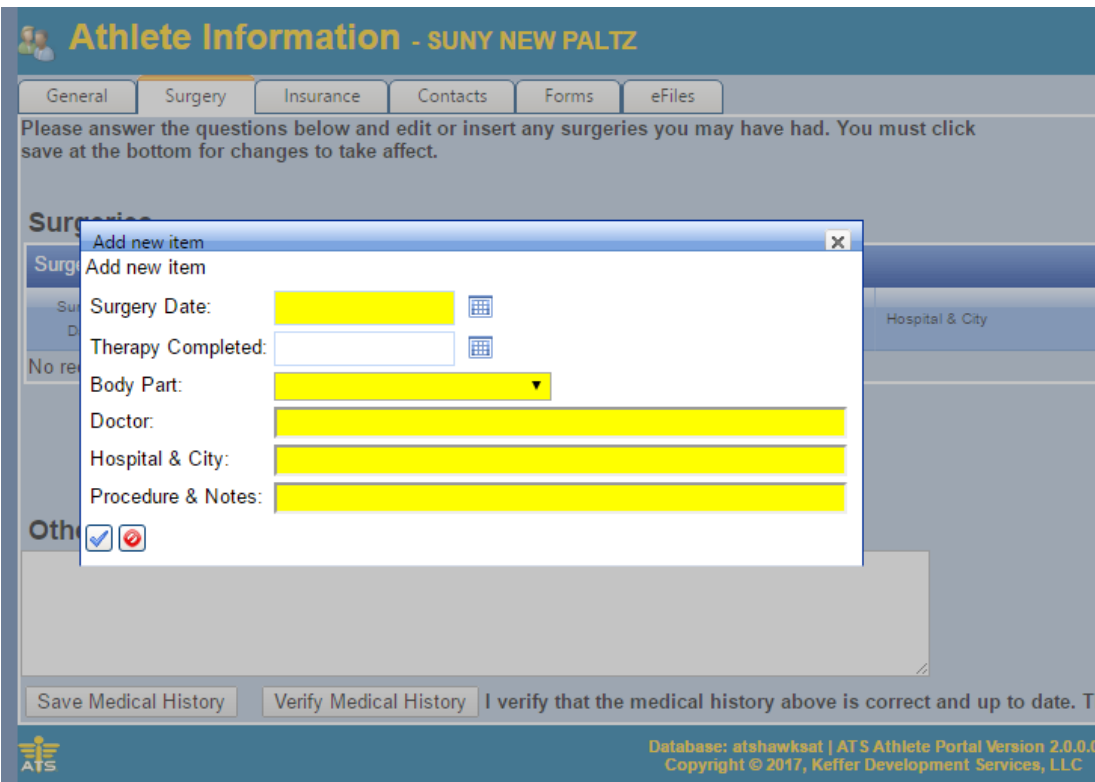 Athlete Information - SUNY NEW PALTZ
General Surgery Insurance Contacts Forms eFiles
Please answer the questions below and edit or insert any surgeries you may have had. You must click
save at the bottom for changes to take affect.
Add new item
Add new item
Surgery Date:
Therapy Completed:
Body Part:
Doctor:
Hospital & City:
Procedure & Notes:
Hospital & City
Save Medical History Verify Medical History I verify that the medical history above is correct and up to date. T
ATS
Database: atshawksat | ATS Athlete Portal Version 2.0.0.0
Copyright © 2017, Keffer Development Services, LLC